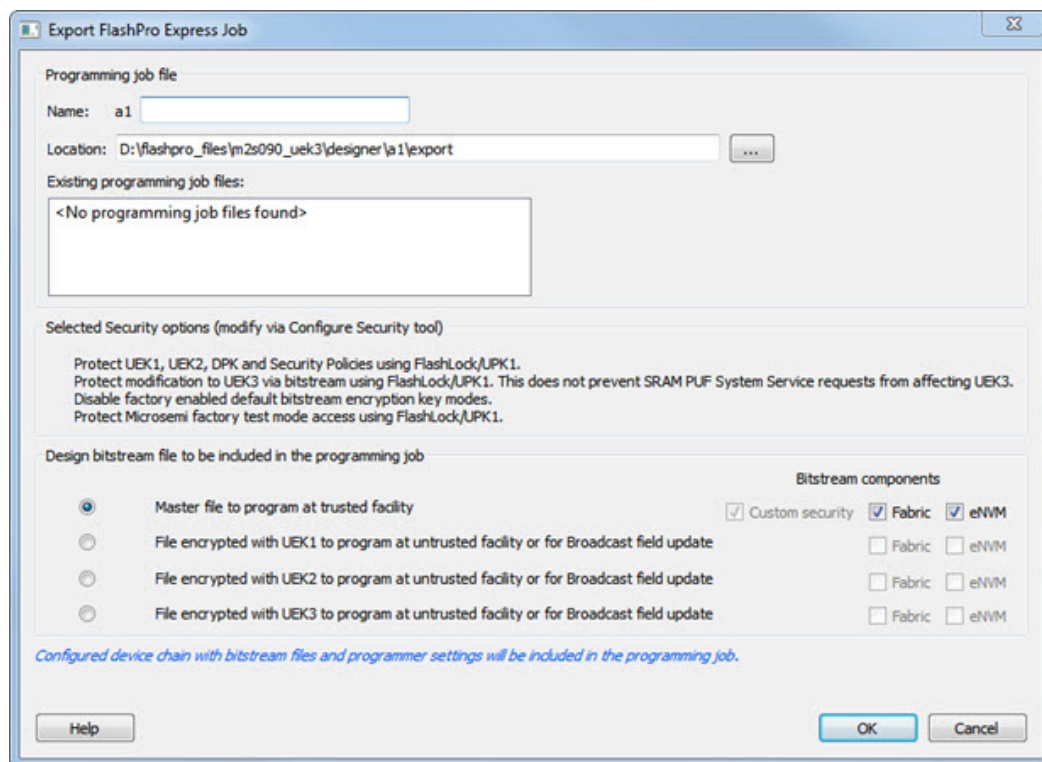 Export FlashPro Express Job
Programming job file
Name: a1
Location: D:\flashpro_files\m2s090_uek3\designer\a1\export ...
Existing programming job files:
<No programming job files found>
Selected Security options (modify via Configure Security tool)
Protect UEK1, UEK2, DPK and Security Policies using FlashLock/UPK1.
Protect modification to UEK3 via bitstream using FlashLock/UPK1. This does not prevent SRAM PUF System Service requests from affecting UEK3.
Disable factory enabled default bitstream encryption key modes.
Protect Microsemi factory test mode access using FlashLock/UPK1.
Design bitstream file to be included in the programming job
Bitstream components
Master file to program at trusted facility Custom security Fabric eNVM
File encrypted with UEK1 to program at untrusted facility or for Broadcast field update Fabric eNVM
File encrypted with UEK2 to program at untrusted facility or for Broadcast field update Fabric eNVM
File encrypted with UEK3 to program at untrusted facility or for Broadcast field update Fabric eNVM
Configured device chain with bitstream files and programmer settings will be included in the programming job.
Help OK Cancel